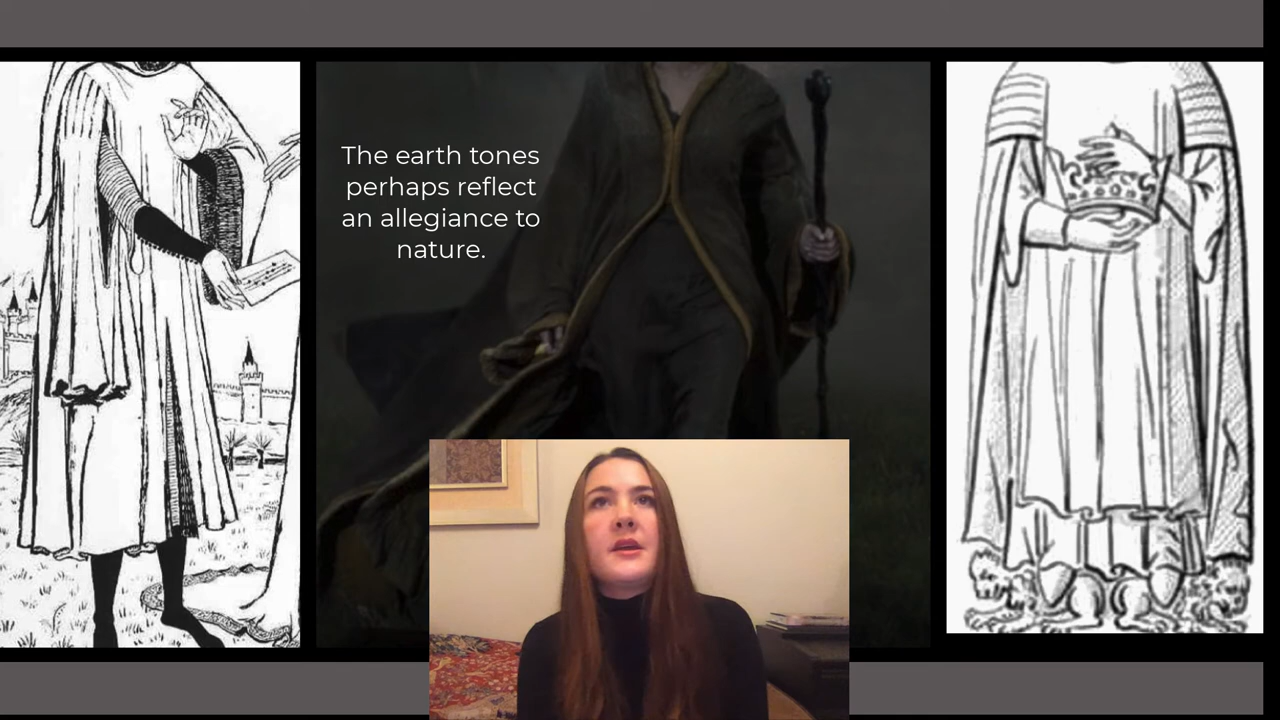 The earth tones
perhaps reflect
an allegiance to
nature.